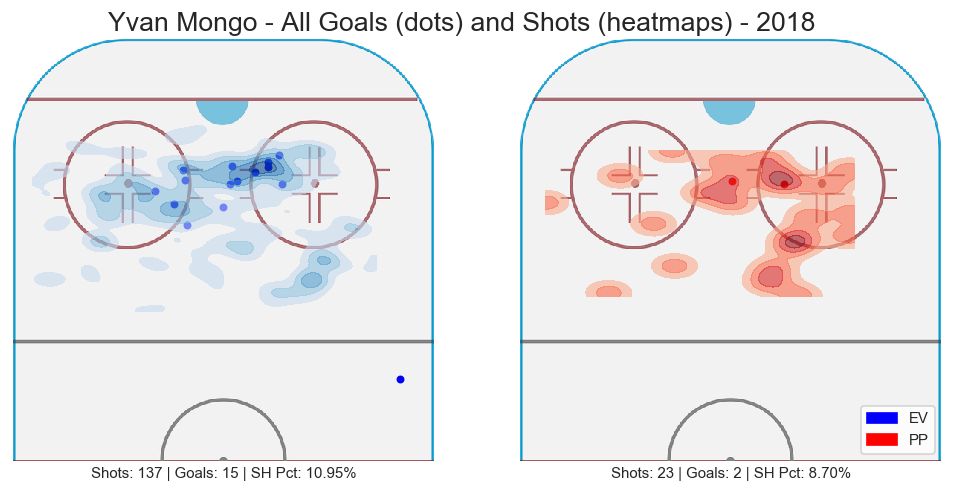 Yvan Mongo - All Goals (dots) and Shots (heatmaps) - 2018
EV
PP
Shots: 137 | Goals: 15 | SH Pct: 10.95%
Shots: 23 | Goals: 2 | SH Pct: 8.70%